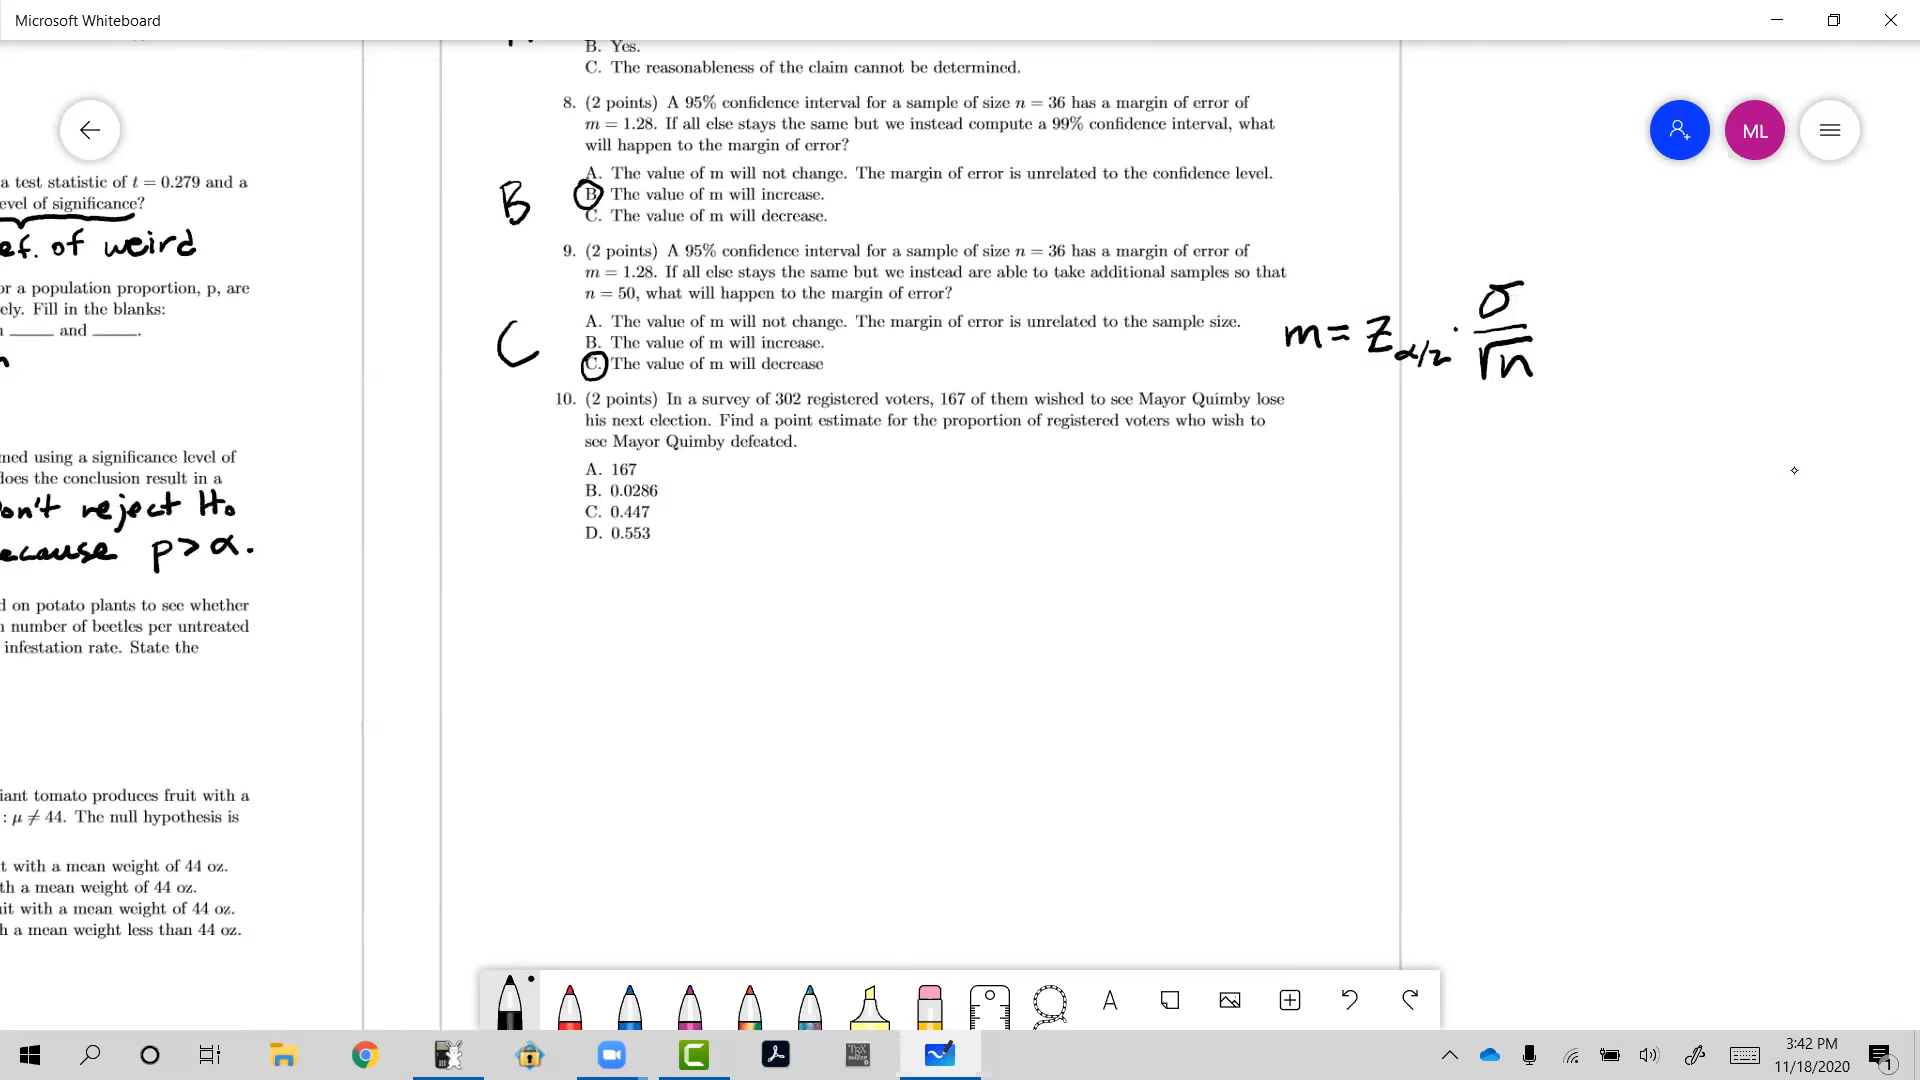 Microsoft Whiteboard
ML
a test statistic of t = 0.279 and a
evel of significance?
ef. of weird
or a population proportion, p, are
ely. Fill in the blanks:
_____ and _____.
n
med using a significance level of
does the conclusion result in a
on't reject Ho
ecause p > α.
d on potato plants to see whether
n number of beetles per untreated
infestation rate. State the
iant tomato produces fruit with a
: μ ≠ 44. The null hypothesis is
t with a mean weight of 44 oz.
th a mean weight of 44 oz.
uit with a mean weight of 44 oz.
h a mean weight less than 44 oz.
B. Yes.
C. The reasonableness of the claim cannot be determined.
8. (2 points) A 95% confidence interval for a sample of size n = 36 has a margin of error of
m = 1.28. If all else stays the same but we instead compute a 99% confidence interval, what
will happen to the margin of error?
A. The value of m will not change. The margin of error is unrelated to the confidence level.
B
B. The value of m will increase.
C. The value of m will decrease.
9. (2 points) A 95% confidence interval for a sample of size n = 36 has a margin of error of
m = 1.28. If all else stays the same but we instead are able to take additional samples so that
n = 50, what will happen to the margin of error?
A. The value of m will not change. The margin of error is unrelated to the sample size.
B. The value of m will increase.
C
C. The value of m will decrease
m = z α/2 · σ/√n
10. (2 points) In a survey of 302 registered voters, 167 of them wished to see Mayor Quimby lose
his next election. Find a point estimate for the proportion of registered voters who wish to
see Mayor Quimby defeated.
A. 167
B. 0.0286
C. 0.447
D. 0.553
3:42 PM
11/18/2020
1